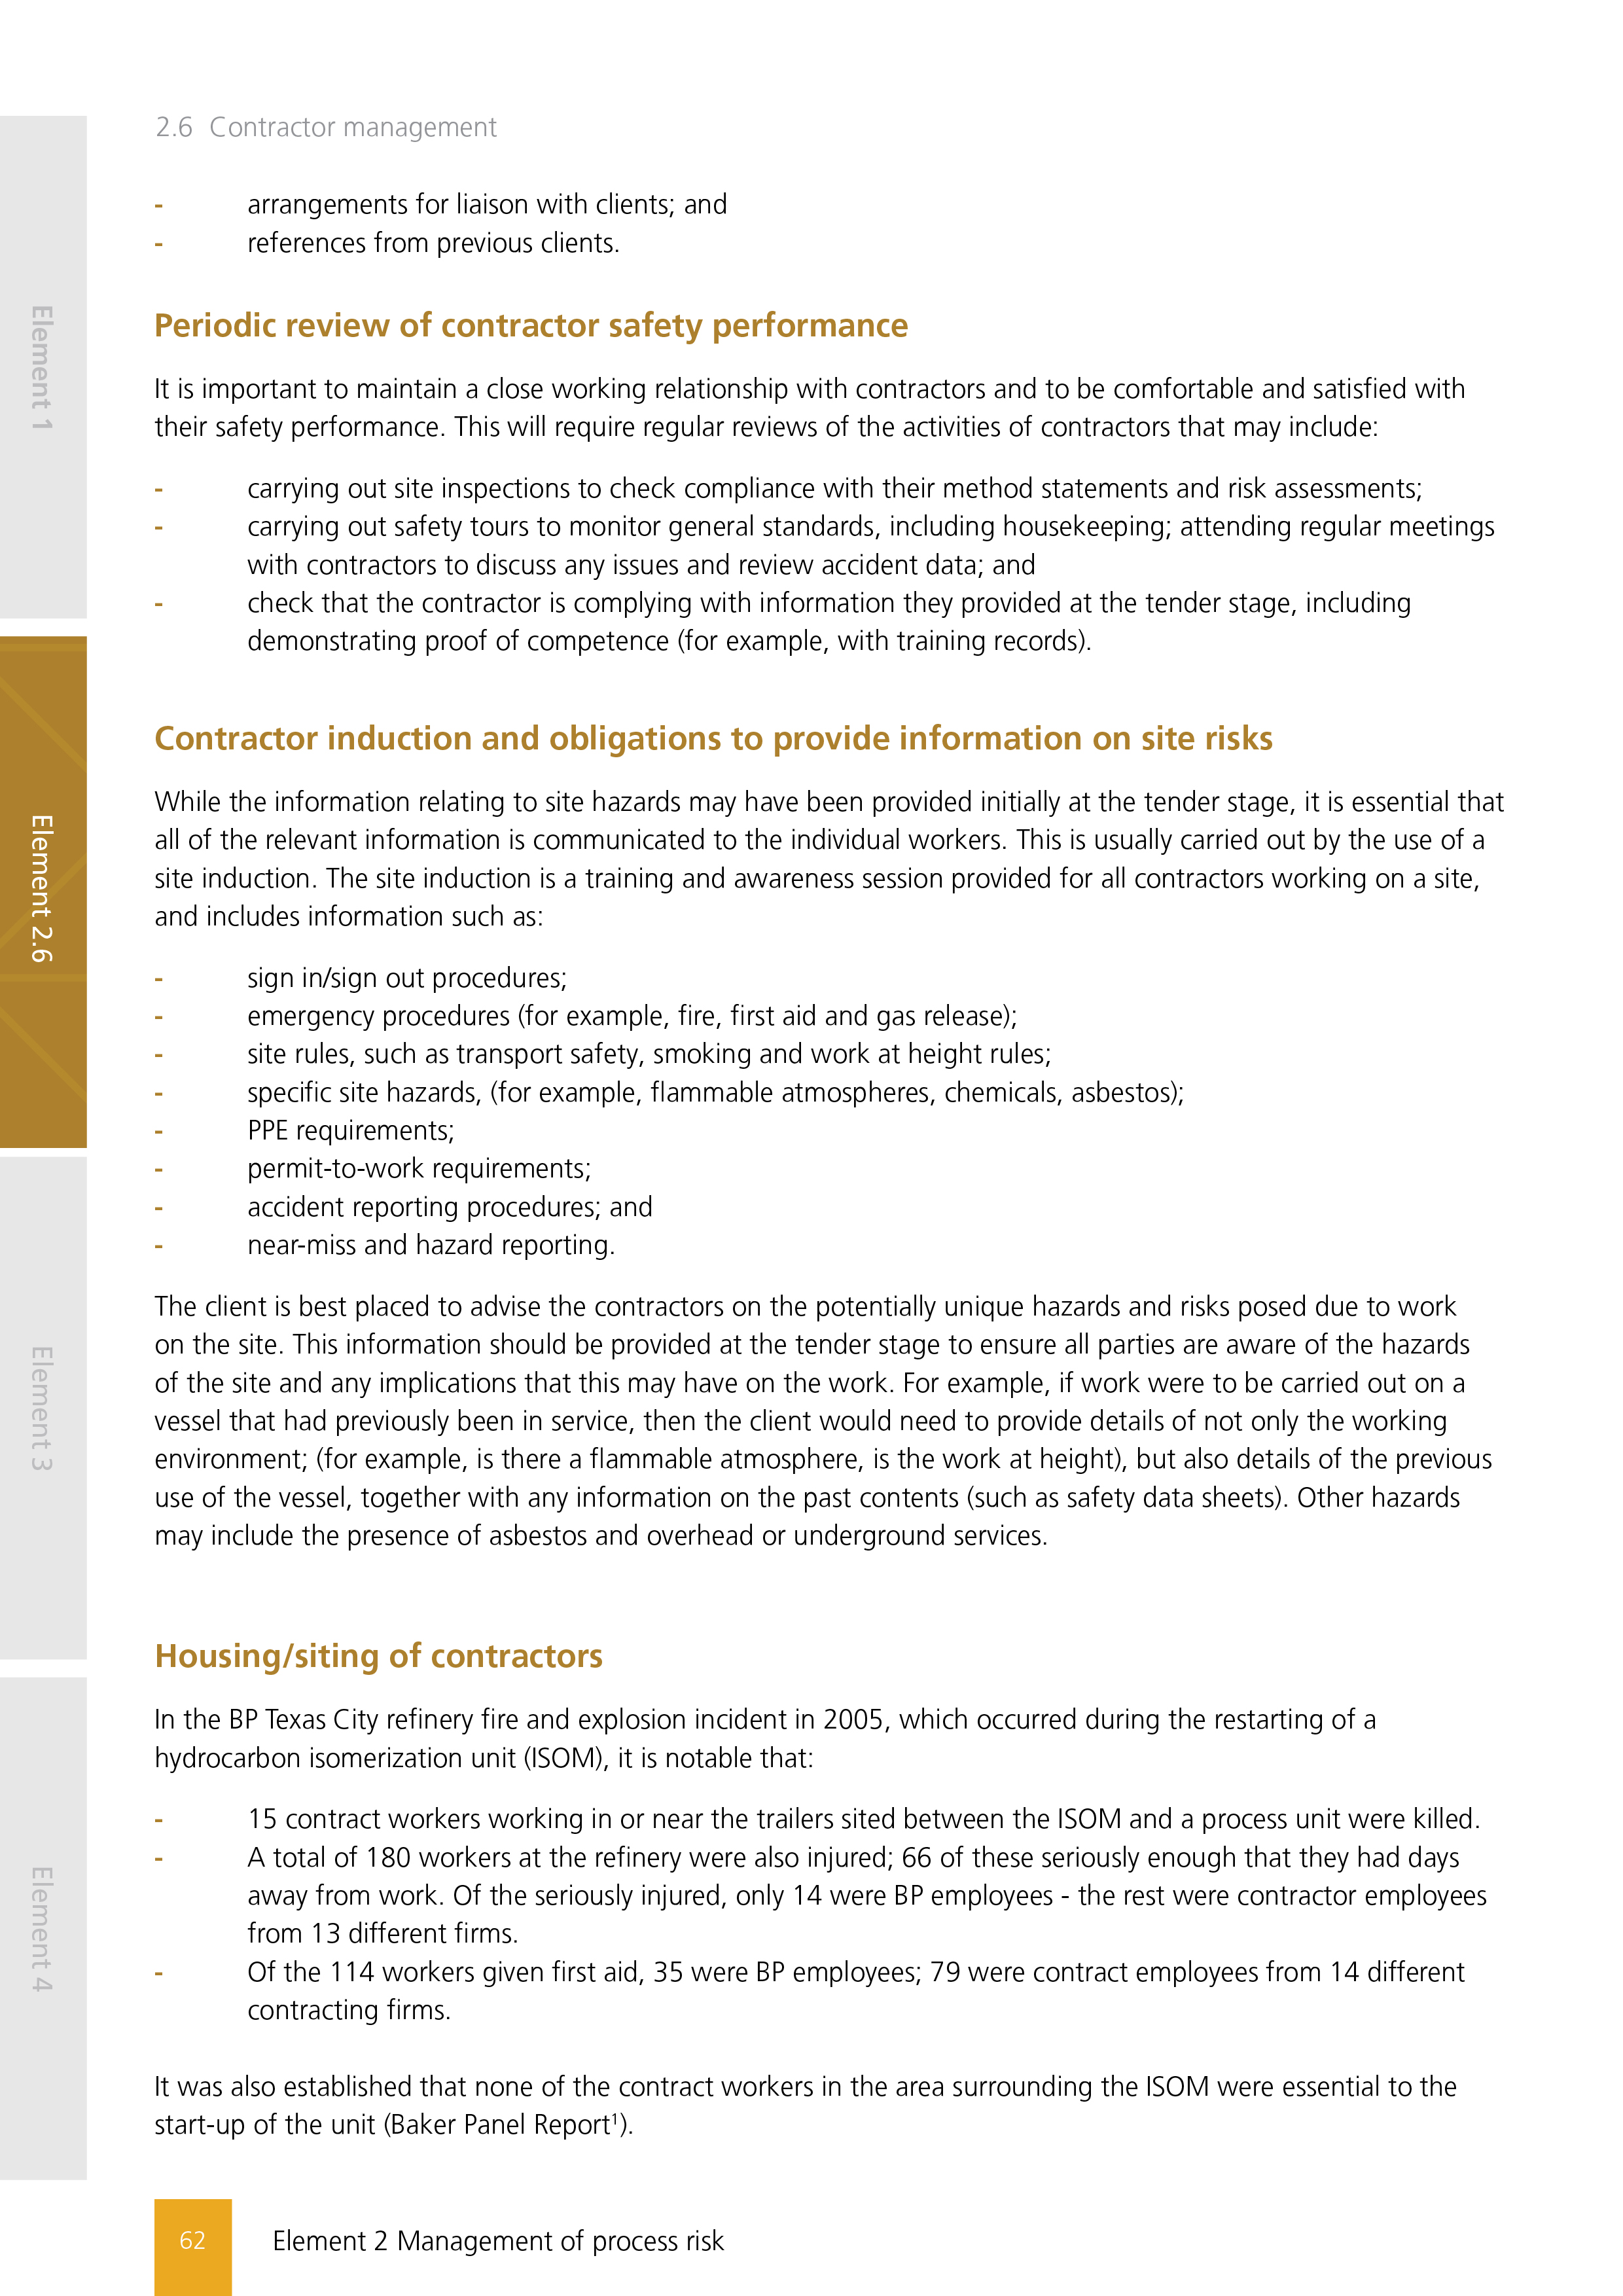 2.6 Contractor management
- arrangements for liaison with clients; and
- references from previous clients.
Periodic review of contractor safety performance
It is important to maintain a close working relationship with contractors and to be comfortable and satisfied with
their safety performance. This will require regular reviews of the activities of contractors that may include:
- carrying out site inspections to check compliance with their method statements and risk assessments;
- carrying out safety tours to monitor general standards, including housekeeping; attending regular meetings
with contractors to discuss any issues and review accident data; and
- check that the contractor is complying with information they provided at the tender stage, including
demonstrating proof of competence (for example, with training records).
Contractor induction and obligations to provide information on site risks
While the information relating to site hazards may have been provided initially at the tender stage, it is essential that
all of the relevant information is communicated to the individual workers. This is usually carried out by the use of a
site induction. The site induction is a training and awareness session provided for all contractors working on a site,
and includes information such as:
- sign in/sign out procedures;
- emergency procedures (for example, fire, first aid and gas release);
- site rules, such as transport safety, smoking and work at height rules;
- specific site hazards, (for example, flammable atmospheres, chemicals, asbestos);
- PPE requirements;
- permit-to-work requirements;
- accident reporting procedures; and
- near-miss and hazard reporting.
The client is best placed to advise the contractors on the potentially unique hazards and risks posed due to work
on the site. This information should be provided at the tender stage to ensure all parties are aware of the hazards
of the site and any implications that this may have on the work. For example, if work were to be carried out on a
vessel that had previously been in service, then the client would need to provide details of not only the working
environment; (for example, is there a flammable atmosphere, is the work at height), but also details of the previous
use of the vessel, together with any information on the past contents (such as safety data sheets). Other hazards
may include the presence of asbestos and overhead or underground services.
Housing/siting of contractors
In the BP Texas City refinery fire and explosion incident in 2005, which occurred during the restarting of a
hydrocarbon isomerization unit (ISOM), it is notable that:
- 15 contract workers working in or near the trailers sited between the ISOM and a process unit were killed.
- A total of 180 workers at the refinery were also injured; 66 of these seriously enough that they had days
away from work. Of the seriously injured, only 14 were BP employees - the rest were contractor employees
from 13 different firms.
- Of the 114 workers given first aid, 35 were BP employees; 79 were contract employees from 14 different
contracting firms.
It was also established that none of the contract workers in the area surrounding the ISOM were essential to the
start-up of the unit (Baker Panel Report¹).
62 Element 2 Management of process risk
Element 1
Element 2.6
Element 3
Element 4